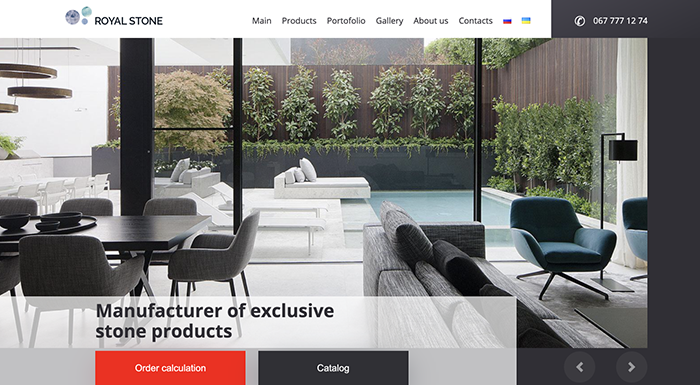 ROYAL STONE
Main Products Portofolio Gallery About us Contacts
067 777 12 74
Manufacturer of exclusive
stone products
Order calculation
Catalog